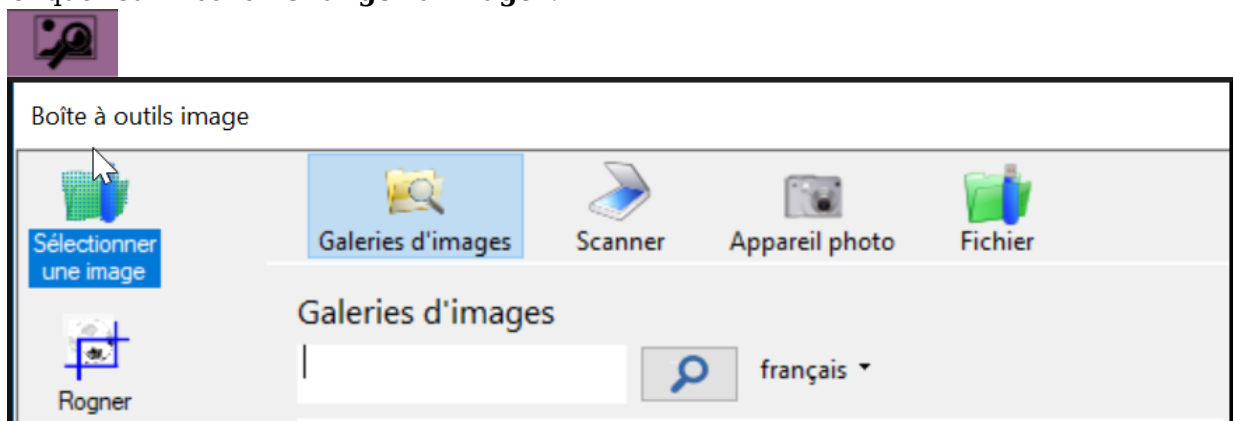 Boîte à outils image
Sélectionner
une image
Galeries d'images
Scanner
Appareil photo
Fichier
Galeries d'images
français
Rogner